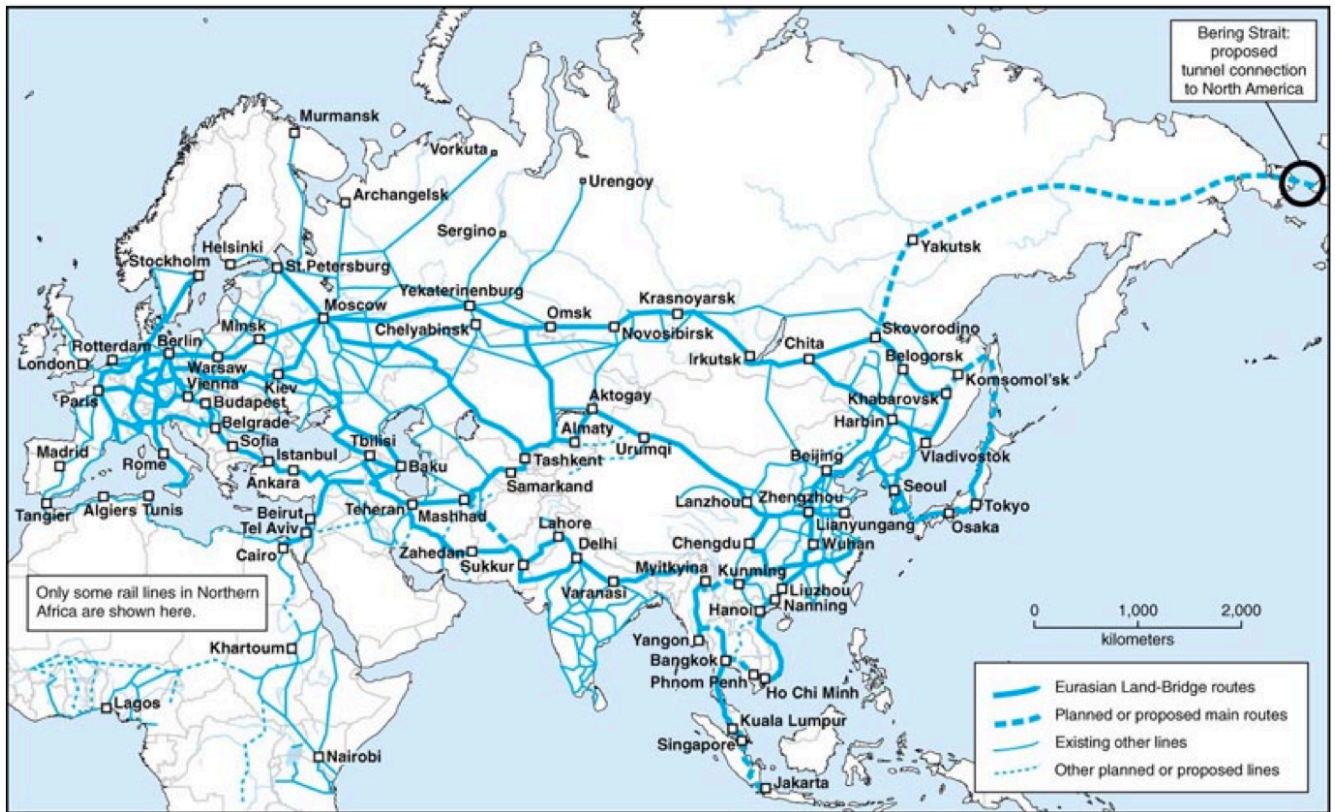 Bering Strait:
proposed
tunnel connection
to North America
Murmansk
Vorkuta
Urengoy
Archangelsk
Sergino
Yakutsk
Helsinki
Stockholm
St.Petersburg
Yekaterinenburg
Krasnoyarsk
Moscow
Omsk
Skovorodino
Minsk
Chelyabinsk
Novosibirsk
Chita
Rotterdam
Berlin
Belogorsk
London
Warsaw
Irkutsk
Komsomol'sk
Vienna
Kiev
Paris
Budapest
Aktogay
Khabarovsk
Harbin
Belgrade
Almaty
Madrid
Sofia
Tbilisi
Urumqi
Beijing
Rome
Istanbul
Baku
Tashkent
Vladivostok
Ankara
Samarkand
Seoul
Tangier
Algiers
Tunis
Beirut
Teheran
Mashhad
Lanzhou
Zhengzhou
Tokyo
Tel Aviv
Lahore
Lianyungang
Osaka
Cairo
Zahedan
Delhi
Chengdu
Wuhan
Sukkur
Myitkyina
Kunming
Only some rail lines in Northern
Africa are shown here.
Varanasi
Liuzhou
Hanoi
Nanning
0
1,000
2,000
kilometers
Khartoum
Yangon
Bangkok
Phnom Penh
Ho Chi Minh
Lagos
Kuala Lumpur
Singapore
Nairobi
Jakarta
Eurasian Land-Bridge routes
Planned or proposed main routes
Existing other lines
Other planned or proposed lines